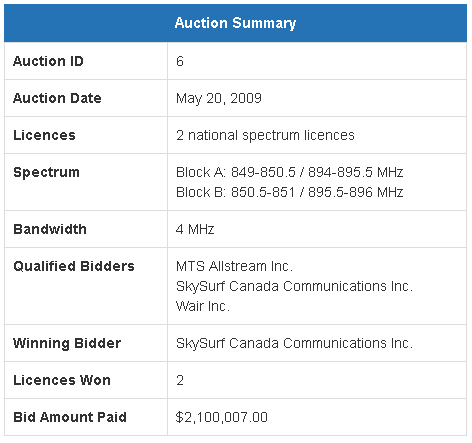 Auction Summary
Auction ID 6
Auction Date May 20, 2009
Licences 2 national spectrum licences
Spectrum Block A: 849-850.5 / 894-895.5 MHz
Block B: 850.5-851 / 895.5-896 MHz
Bandwidth 4 MHz
Qualified Bidders MTS Allstream Inc.
SkySurf Canada Communications Inc.
Wair Inc.
Winning Bidder SkySurf Canada Communications Inc.
Licences Won 2
Bid Amount Paid $2,100,007.00